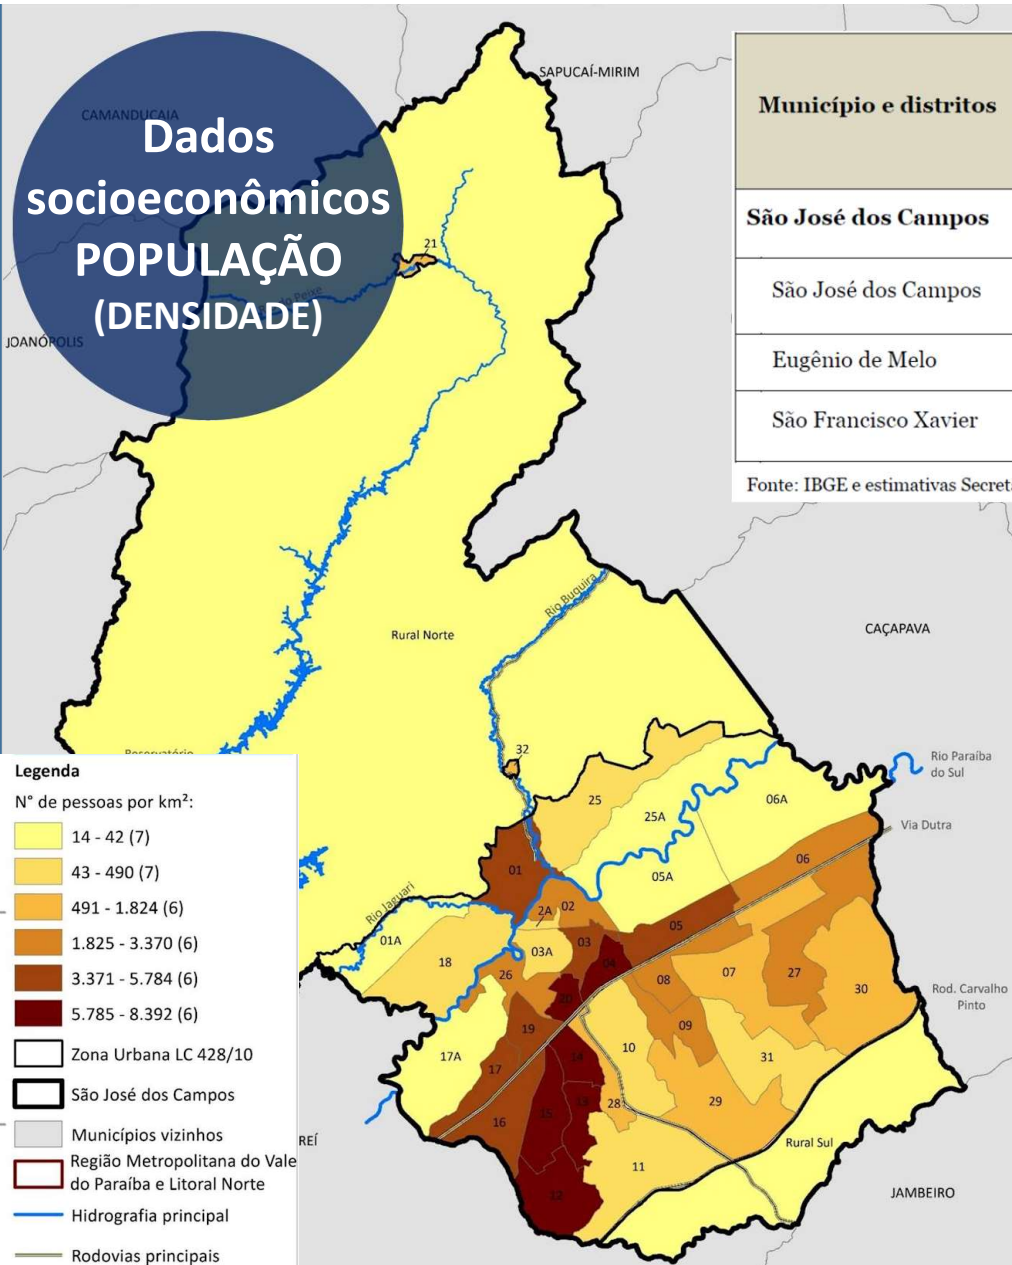 SAPUCAÍ-MIRIM
CAMANDUCAIA
Dados
socioeconômicos
POPULAÇÃO
(DENSIDADE)
Município e distritos
São José dos Campos
São José dos Campos
Eugênio de Melo
São Francisco Xavier
Fonte: IBGE e estimativas Secret
21
do Peixe
JOANÓPOLIS
Rio Buquira
Rural Norte
CAÇAPAVA
32
Rio Paraíba
do Sul
25
25A
06A
Via Dutra
06
05A
01
Rio Jaguari
2A
02
05
01A
03
03A
04
18
26
08
07
27
30
Rod. Carvalho
Pinto
20
19
09
10
17A
14
31
17
13
28
29
15
16
REÍ
Rural Sul
11
12
JAMBEIRO
Legenda
N° de pessoas por km²:
14 - 42 (7)
43 - 490 (7)
491 - 1.824 (6)
1.825 - 3.370 (6)
3.371 - 5.784 (6)
5.785 - 8.392 (6)
Zona Urbana LC 428/10
São José dos Campos
Municípios vizinhos
Região Metropolitana do Vale
do Paraíba e Litoral Norte
Hidrografia principal
Rodovias principais